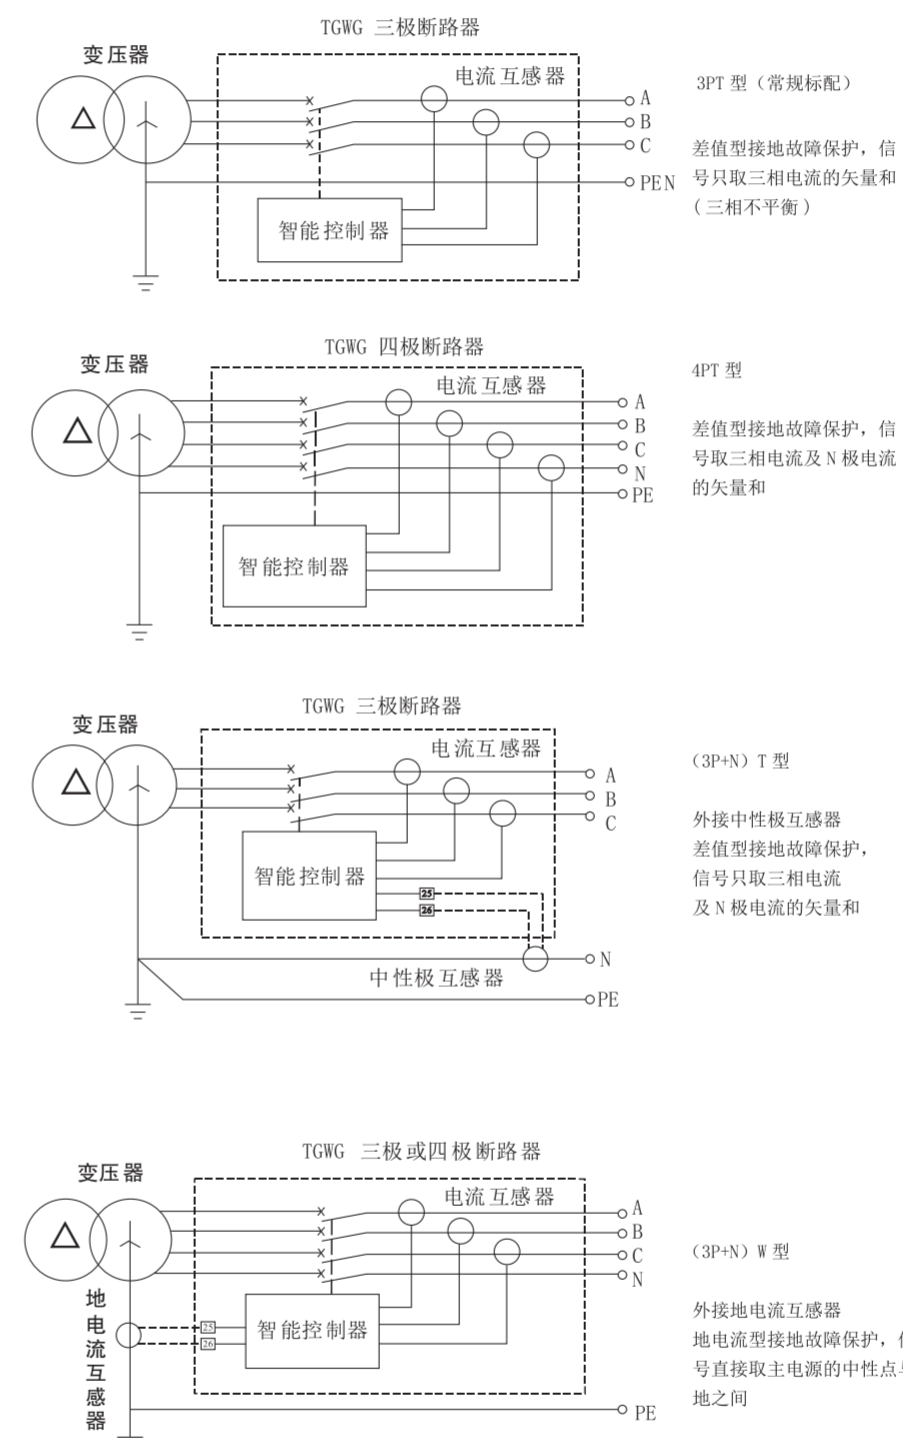 TGWG 三极断路器
变压器
电流互感器
A
B
C
PEN
智能控制器
3PT 型（常规标配）
差值型接地故障保护，信
号只取三相电流的矢量和
(三相不平衡)
TGWG 四极断路器
变压器
电流互感器
A
B
C
N
PE
智能控制器
4PT 型
差值型接地故障保护，信
号取三相电流及 N 极电流
的矢量和
TGWG 三极断路器
变压器
电流互感器
A
B
C
智能控制器
25
26
N
中性极互感器
PE
（3P+N）T 型
外接中性极互感器
差值型接地故障保护，
信号只取三相电流
及 N 极电流的矢量和
TGWG 三极或四极断路器
变压器
电流互感器
A
B
C
N
地电流互感器
25
26
智能控制器
PE
（3P+N）W 型
外接地电流互感器
地电流型接地故障保护，
号直接取主电源的中性点
地之间